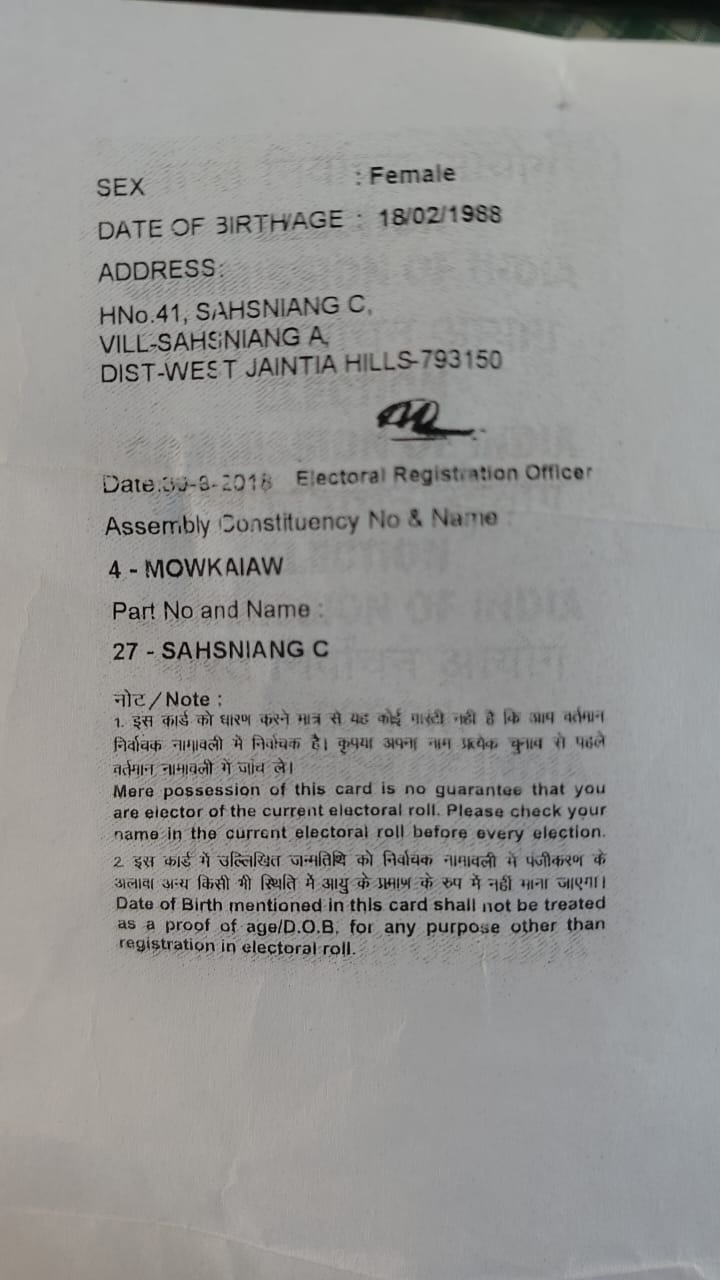 SEX : Female
DATE OF BIRTH/AGE : 18/02/1988
ADDRESS:
HNo.41, SAHSNIANG C,
VILL-SAHSNIANG A,
DIST-WEST JAINTIA HILLS-793150
Date: 2018 Electoral Registration Officer
Assembly Constituency No & Name :
4 - MOWKAIAW
Part No and Name :
27 - SAHSNIANG C
नोट / Note :
1. इस कार्ड को धारण करने मात्र से यह कोई गारंटी नही है कि आप वर्तमान
निर्वाचक नामावली में निर्वाचक है। कृपया अपना नाम प्रत्येक चुनाव से पहले
वर्तमान नामावली में जांच ले।
Mere possession of this card is no guarantee that you
are elector of the current electoral roll. Please check your
name in the current electoral roll before every election.
2. इस कार्ड में उल्लिखित जन्मतिथि को निर्वाचक नामावली में पंजीकरण के
अलावा अन्य किसी भी स्थिति में आयु के प्रमाण के रुप में नहीं माना जाएगा।
Date of Birth mentioned in this card shall not be treated
as a proof of age/D.O.B. for any purpose other than
registration in electoral roll.